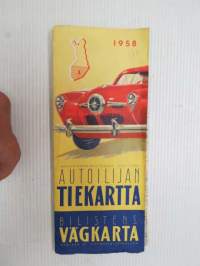 1958
AUTOILIJAN
TIEKARTTA
BILISTENS
VÄGKARTA